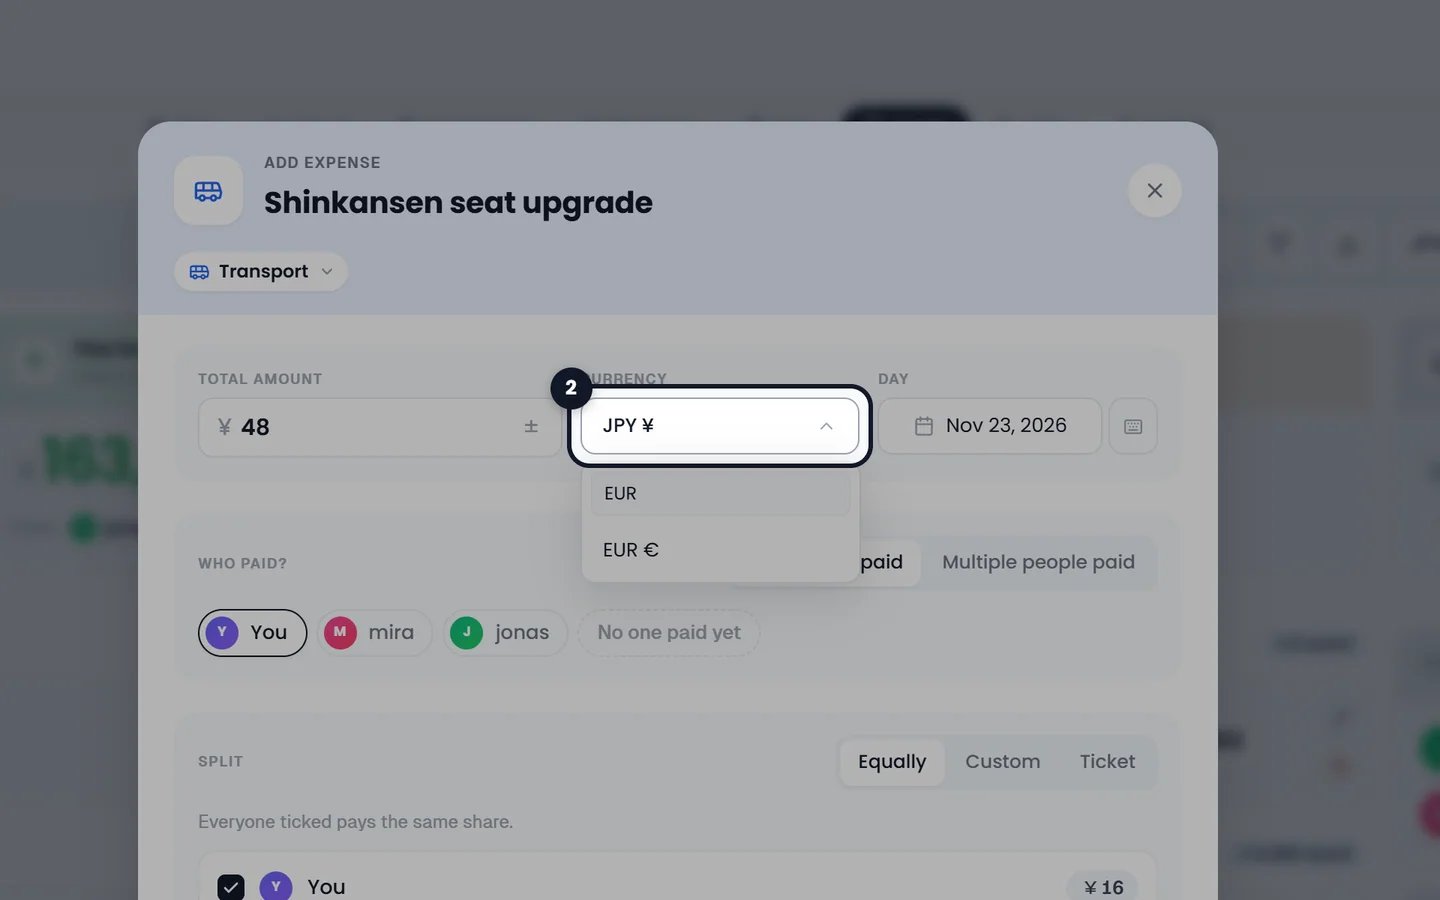 ADD EXPENSE
Shinkansen seat upgrade
Transport
TOTAL AMOUNT
URRENCY
DAY
2
¥ 48
±
JPY ¥
Nov 23, 2026
EUR
EUR €
WHO PAID?
paid
Multiple people paid
Y You
M mira
J jonas
No one paid yet
SPLIT
Equally
Custom
Ticket
Everyone ticked pays the same share.
Y You
¥ 16